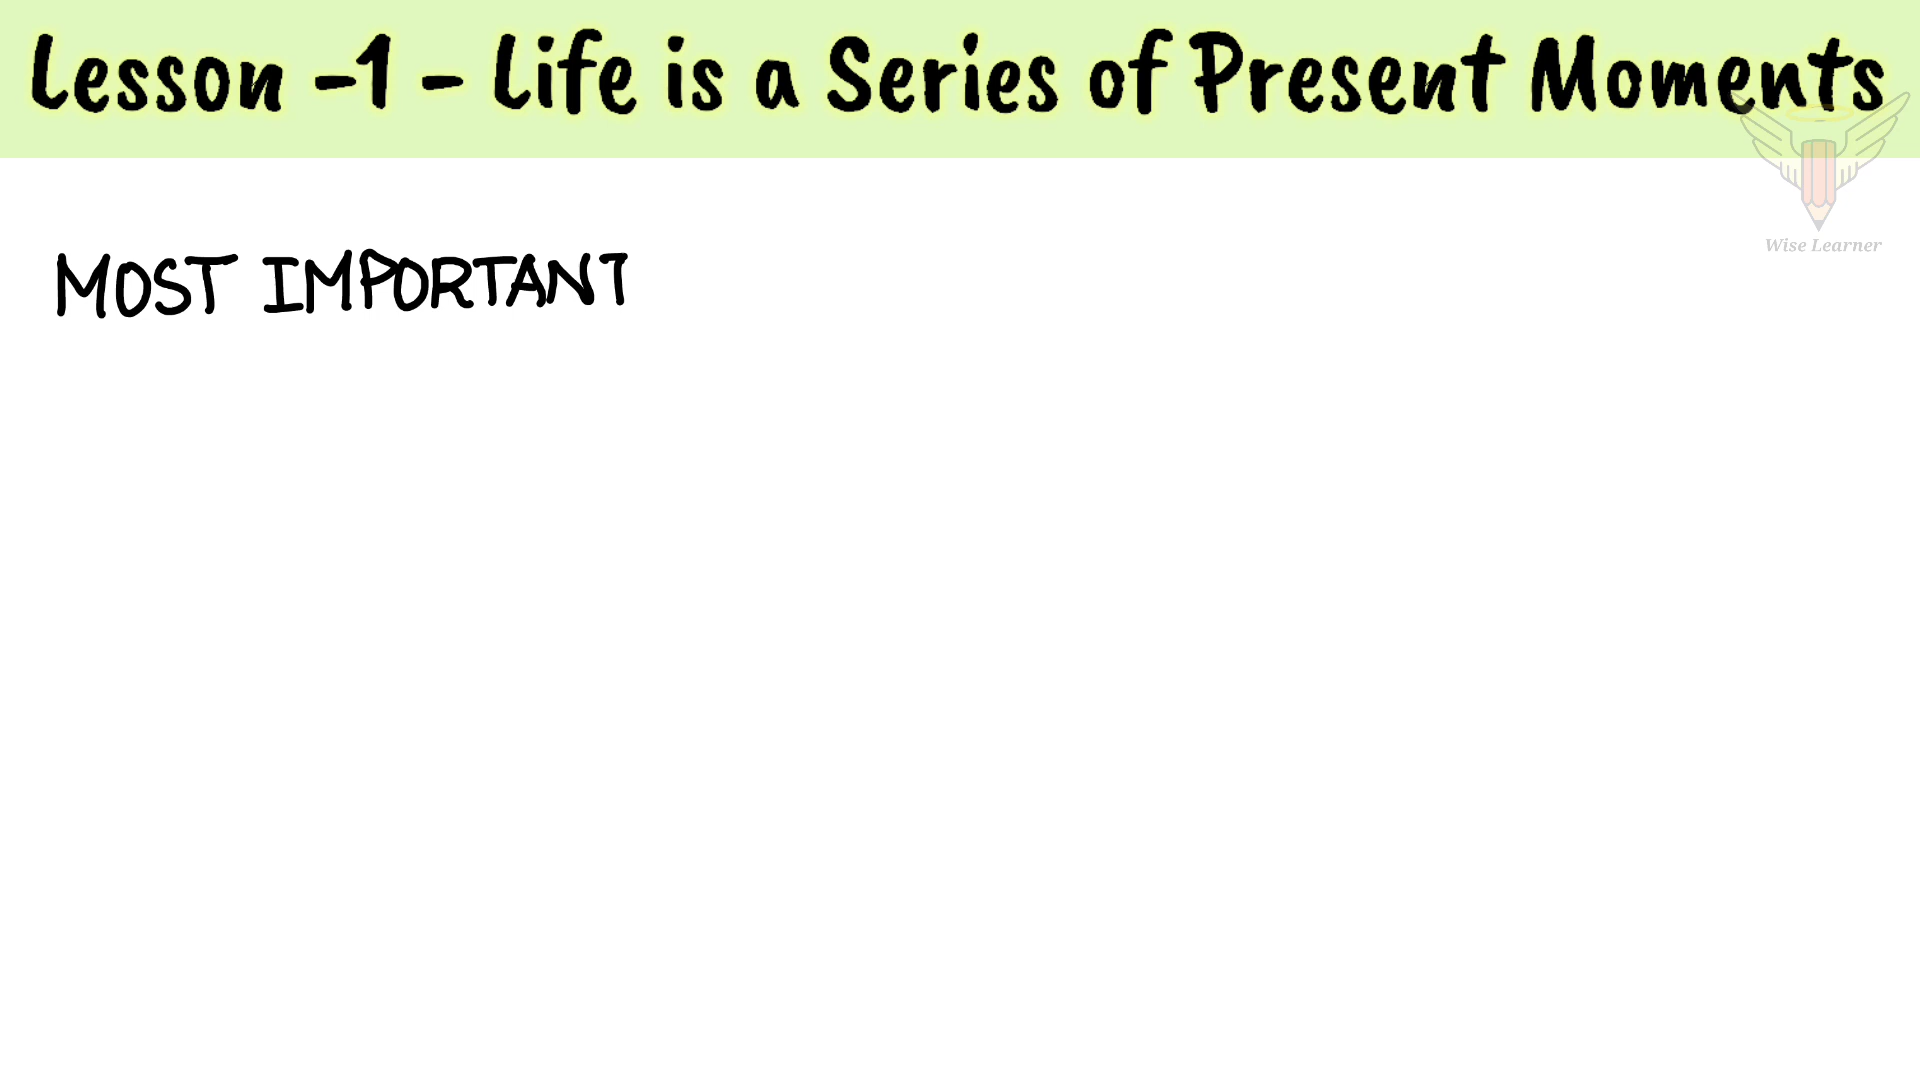 Lesson -1 - Life is a Series of Present Moments
Wise Learner
MOST IMPORTANT